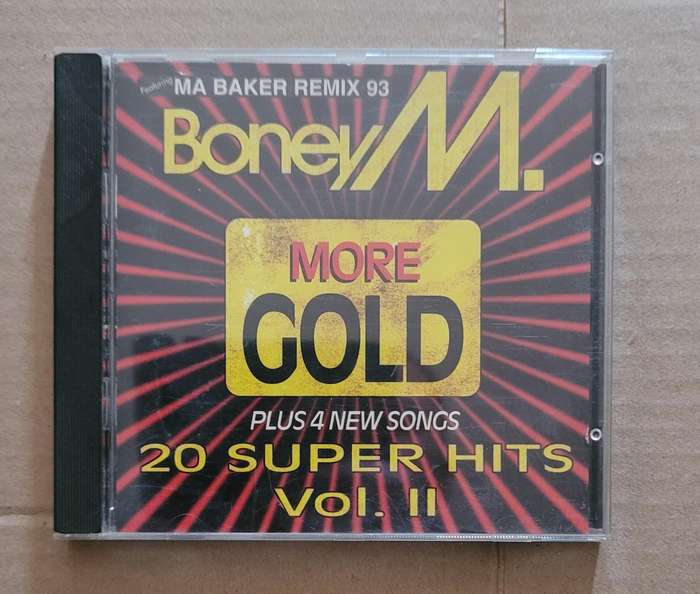 Featuring MA BAKER REMIX 93
Boney M.
MORE
GOLD
PLUS 4 NEW SONGS
20 SUPER HITS
Vol. II